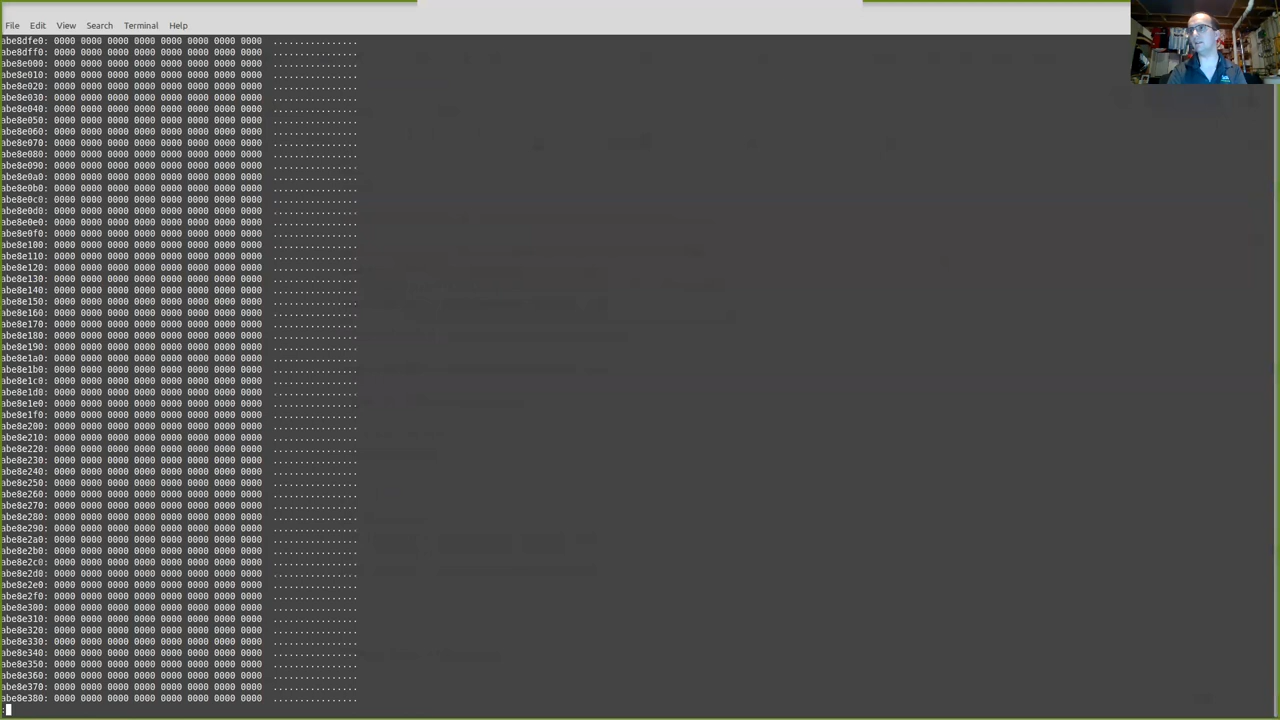 File Edit View Search Terminal Help
abe8dfe0: 0000 0000 0000 0000 0000 0000 0000 0000 ................
abe8dff0: 0000 0000 0000 0000 0000 0000 0000 0000 ................
abe8e000: 0000 0000 0000 0000 0000 0000 0000 0000 ................
abe8e010: 0000 0000 0000 0000 0000 0000 0000 0000 ................
abe8e020: 0000 0000 0000 0000 0000 0000 0000 0000 ................
abe8e030: 0000 0000 0000 0000 0000 0000 0000 0000 ................
abe8e040: 0000 0000 0000 0000 0000 0000 0000 0000 ................
abe8e050: 0000 0000 0000 0000 0000 0000 0000 0000 ................
abe8e060: 0000 0000 0000 0000 0000 0000 0000 0000 ................
abe8e070: 0000 0000 0000 0000 0000 0000 0000 0000 ................
abe8e080: 0000 0000 0000 0000 0000 0000 0000 0000 ................
abe8e090: 0000 0000 0000 0000 0000 0000 0000 0000 ................
abe8e0a0: 0000 0000 0000 0000 0000 0000 0000 0000 ................
abe8e0b0: 0000 0000 0000 0000 0000 0000 0000 0000 ................
abe8e0c0: 0000 0000 0000 0000 0000 0000 0000 0000 ................
abe8e0d0: 0000 0000 0000 0000 0000 0000 0000 0000 ................
abe8e0e0: 0000 0000 0000 0000 0000 0000 0000 0000 ................
abe8e0f0: 0000 0000 0000 0000 0000 0000 0000 0000 ................
abe8e100: 0000 0000 0000 0000 0000 0000 0000 0000 ................
abe8e110: 0000 0000 0000 0000 0000 0000 0000 0000 ................
abe8e120: 0000 0000 0000 0000 0000 0000 0000 0000 ................
abe8e130: 0000 0000 0000 0000 0000 0000 0000 0000 ................
abe8e140: 0000 0000 0000 0000 0000 0000 0000 0000 ................
abe8e150: 0000 0000 0000 0000 0000 0000 0000 0000 ................
abe8e160: 0000 0000 0000 0000 0000 0000 0000 0000 ................
abe8e170: 0000 0000 0000 0000 0000 0000 0000 0000 ................
abe8e180: 0000 0000 0000 0000 0000 0000 0000 0000 ................
abe8e190: 0000 0000 0000 0000 0000 0000 0000 0000 ................
abe8e1a0: 0000 0000 0000 0000 0000 0000 0000 0000 ................
abe8e1b0: 0000 0000 0000 0000 0000 0000 0000 0000 ................
abe8e1c0: 0000 0000 0000 0000 0000 0000 0000 0000 ................
abe8e1d0: 0000 0000 0000 0000 0000 0000 0000 0000 ................
abe8e1e0: 0000 0000 0000 0000 0000 0000 0000 0000 ................
abe8e1f0: 0000 0000 0000 0000 0000 0000 0000 0000 ................
abe8e200: 0000 0000 0000 0000 0000 0000 0000 0000 ................
abe8e210: 0000 0000 0000 0000 0000 0000 0000 0000 ................
abe8e220: 0000 0000 0000 0000 0000 0000 0000 0000 ................
abe8e230: 0000 0000 0000 0000 0000 0000 0000 0000 ................
abe8e240: 0000 0000 0000 0000 0000 0000 0000 0000 ................
abe8e250: 0000 0000 0000 0000 0000 0000 0000 0000 ................
abe8e260: 0000 0000 0000 0000 0000 0000 0000 0000 ................
abe8e270: 0000 0000 0000 0000 0000 0000 0000 0000 ................
abe8e280: 0000 0000 0000 0000 0000 0000 0000 0000 ................
abe8e290: 0000 0000 0000 0000 0000 0000 0000 0000 ................
abe8e2a0: 0000 0000 0000 0000 0000 0000 0000 0000 ................
abe8e2b0: 0000 0000 0000 0000 0000 0000 0000 0000 ................
abe8e2c0: 0000 0000 0000 0000 0000 0000 0000 0000 ................
abe8e2d0: 0000 0000 0000 0000 0000 0000 0000 0000 ................
abe8e2e0: 0000 0000 0000 0000 0000 0000 0000 0000 ................
abe8e2f0: 0000 0000 0000 0000 0000 0000 0000 0000 ................
abe8e300: 0000 0000 0000 0000 0000 0000 0000 0000 ................
abe8e310: 0000 0000 0000 0000 0000 0000 0000 0000 ................
abe8e320: 0000 0000 0000 0000 0000 0000 0000 0000 ................
abe8e330: 0000 0000 0000 0000 0000 0000 0000 0000 ................
abe8e340: 0000 0000 0000 0000 0000 0000 0000 0000 ................
abe8e350: 0000 0000 0000 0000 0000 0000 0000 0000 ................
abe8e360: 0000 0000 0000 0000 0000 0000 0000 0000 ................
abe8e370: 0000 0000 0000 0000 0000 0000 0000 0000 ................
abe8e380: 0000 0000 0000 0000 0000 0000 0000 0000 ................
: